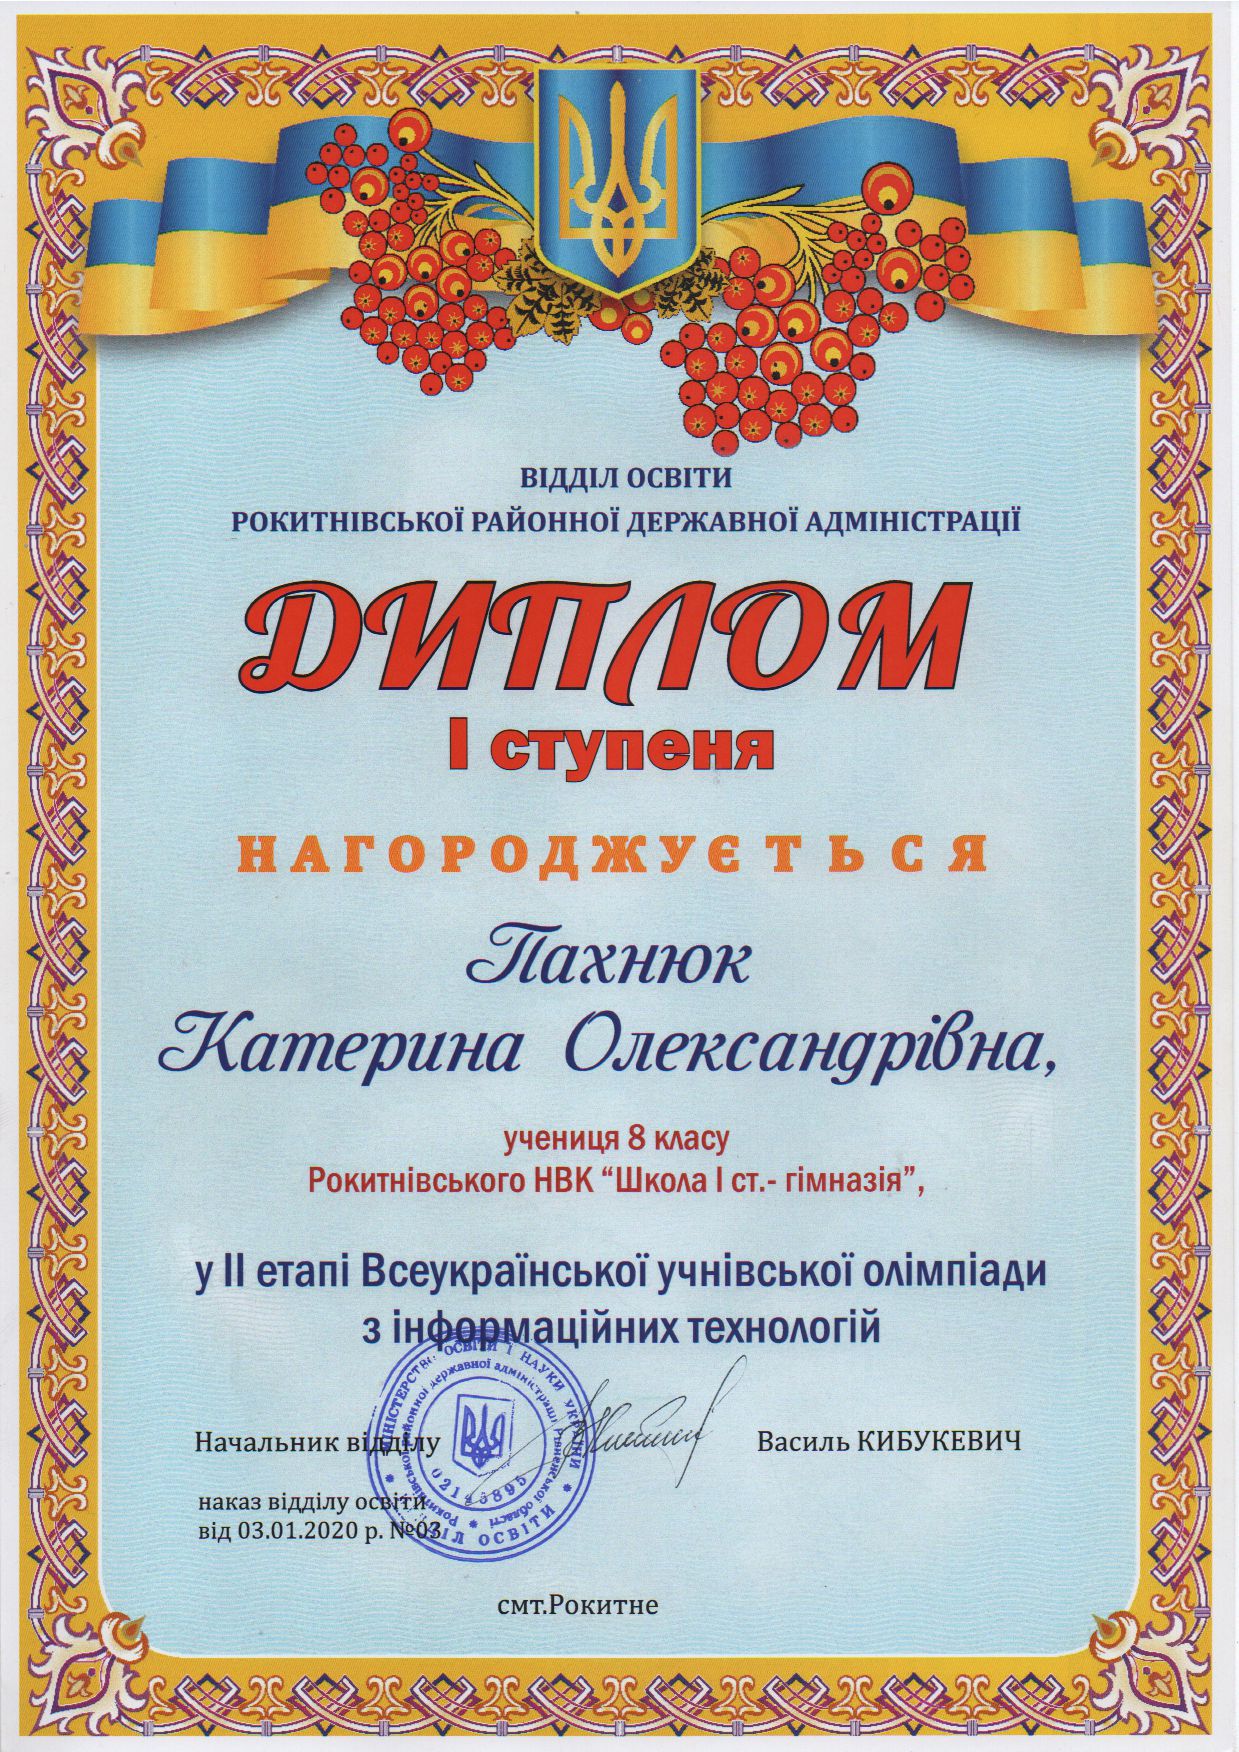 ВІДДІЛ ОСВІТИ
РОКИТНІВСЬКОЇ РАЙОННОЇ ДЕРЖАВНОЇ АДМІНІСТРАЦІЇ
ДИПЛОМ
І ступеня
НАГОРОДЖУЄТЬСЯ
Пахнюк
Катерина Олександрівна,
учениця 8 класу
Рокитнівського НВК “Школа І ст.- гімназія”,
у ІІ етапі Всеукраїнської учнівської олімпіади
з інформаційних технологій
МІНІСТЕРСТВО ОСВІТИ І НАУКИ УКРАЇНИ
ВІДДІЛ ОСВІТИ
Рокитнівської районної державної адміністрації Рівненської області
Начальник відділу
Василь КИБУКЕВИЧ
наказ відділу освіти
від 03.01.2020 р. №03
смт.Рокитне